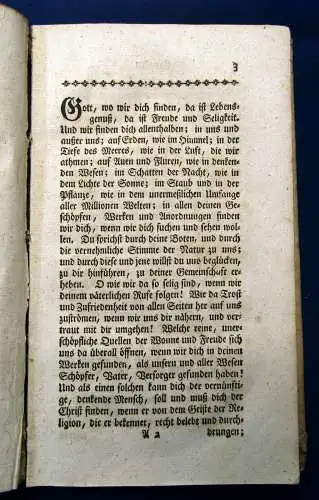 3
Gott, wo wir dich finden, da ist Lebens-
genuß, da ist Freude und Seligkeit.
Und wir finden dich allenthalben; in uns und
außer uns; auf Erden, wie im Himmel; in der
Tiefe des Meeres, wie in der Luft, die wir
athmen; auf Auen und Fluren, wie in denken-
den Wesen; im Schatten der Nacht, wie in
dem Lichte der Sonne; im Staub und in der
Pflanze, wie in dem unermeßlichen Umfange
aller Millionen Welten; in allen deinen Ge-
schöpfen, Werken und Anordnungen finden
wir dich, wenn wir dich suchen und sehen wol-
len. Du sprichst durch deine Boten, und durch
die vernehmliche Stimme der Natur zu uns;
und durch diese und jene willst du uns beglücken,
zu dir hinführen, zu deiner Gemeinschaft er-
heben. O wie wir da so selig sind, wenn wir
deinem väterlichen Rufe folgen! Wie da Trost
und Zufriedenheit von allen Seiten her auf uns
zuströmen, wenn wir uns dir nähern, und ver-
traut mit dir umgehen! Welche reine, uner-
schöpfliche Quellen der Wonne und Freude sich
uns da überall öffnen, wenn wir dich in deinen
Werken gefunden, als unsern und aller Wesen
Schöpfer, Vater, Versorger gefunden haben!
Und als einen solchen kann dich der vernünfti-
ge, denkende Mensch, soll und muß dich der
Christ finden, wenn er von dem Geiste der Re-
ligion, die er bekennet, recht belebt und durch-
A 2 drungen;